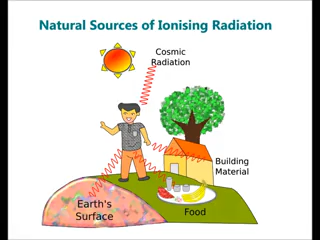 Natural Sources of Ionising Radiation
Cosmic
Radiation
Building
Material
Earth's
Surface
Food